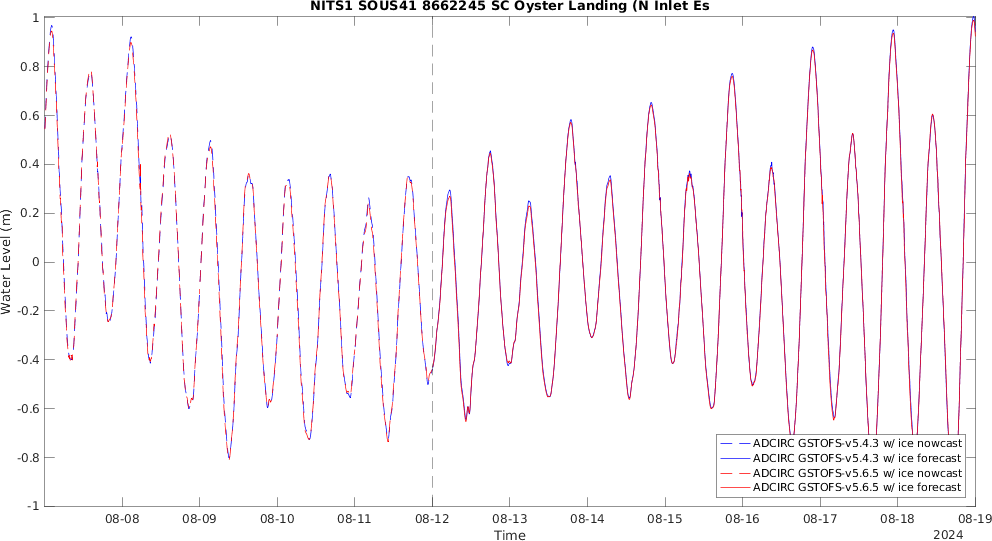 NITS1 SOUS41 8662245 SC Oyster Landing (N Inlet Es
1
0.8
0.6
0.4
0.2
0
-0.2
-0.4
-0.6
-0.8
-1
Water Level (m)
ADCIRC GSTOFS-v5.4.3 w/ ice nowcast
ADCIRC GSTOFS-v5.4.3 w/ ice forecast
ADCIRC GSTOFS-v5.6.5 w/ ice nowcast
ADCIRC GSTOFS-v5.6.5 w/ ice forecast
08-08 08-09 08-10 08-11 08-12 08-13 08-14 08-15 08-16 08-17 08-18 08-19
Time
2024